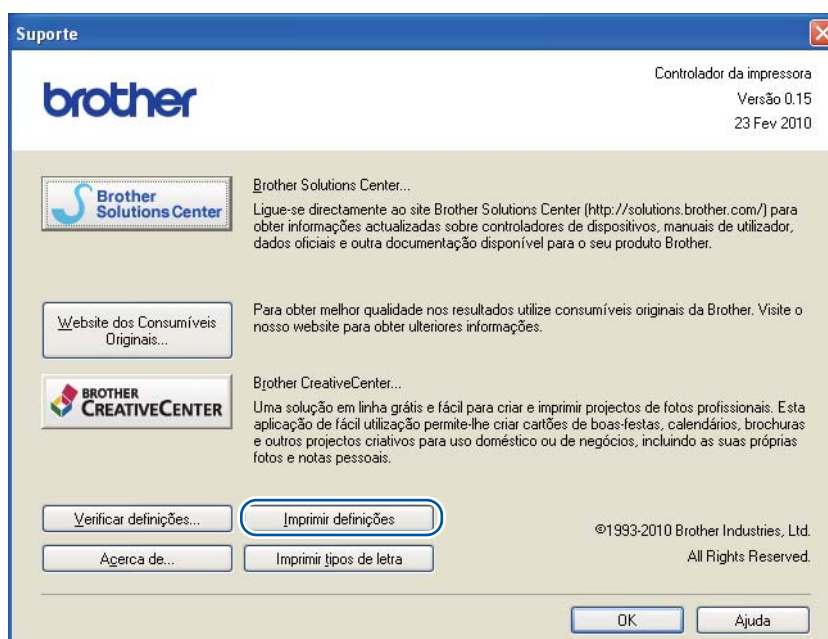 Suporte
brother
Controlador da impressora
Versão 0.15
23 Fev 2010
Brother
Solutions Center
Brother Solutions Center...
Ligue-se directamente ao site Brother Solutions Center (http://solutions.brother.com/) para
obter informações actualizadas sobre controladores de dispositivos, manuais de utilizador,
dados oficiais e outra documentação disponível para o seu produto Brother.
Website dos Consumíveis
Originais...
Para obter melhor qualidade nos resultados utilize consumíveis originais da Brother. Visite o
nosso website para obter ulteriores informações.
BROTHER
CREATIVECENTER
Brother CreativeCenter...
Uma solução em linha grátis e fácil para criar e imprimir projectos de fotos profissionais. Esta
aplicação de fácil utilização permite-lhe criar cartões de boas-festas, calendários, brochuras
e outros projectos criativos para uso doméstico ou de negócios, incluindo as suas próprias
fotos e notas pessoais.
Verificar definições...
Imprimir definições
©1993-2010 Brother Industries, Ltd.
Acerca de...
Imprimir tipos de letra
All Rights Reserved.
OK
Ajuda